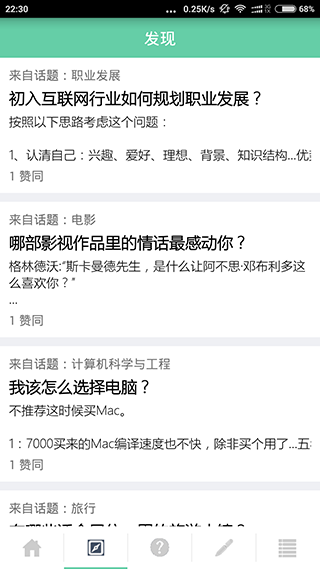 22:30
... 0.25K/s 3G 1X 68%
发现
来自话题：职业发展
初入互联网行业如何规划职业发展？
按照以下思路考虑这个问题：
1、认清自己：兴趣、爱好、理想、背景、知识结构...优
1 赞同
来自话题：电影
哪部影视作品里的情话最感动你？
格林德沃:“斯卡曼德先生，是什么让阿不思·邓布利多这
么喜欢你？”
...
1 赞同
来自话题：计算机科学与工程
我该怎么选择电脑？
不推荐这时候买Mac。
1：7000买来的Mac编译速度也不快，除非买个用了...五
1 赞同
来自话题：旅行